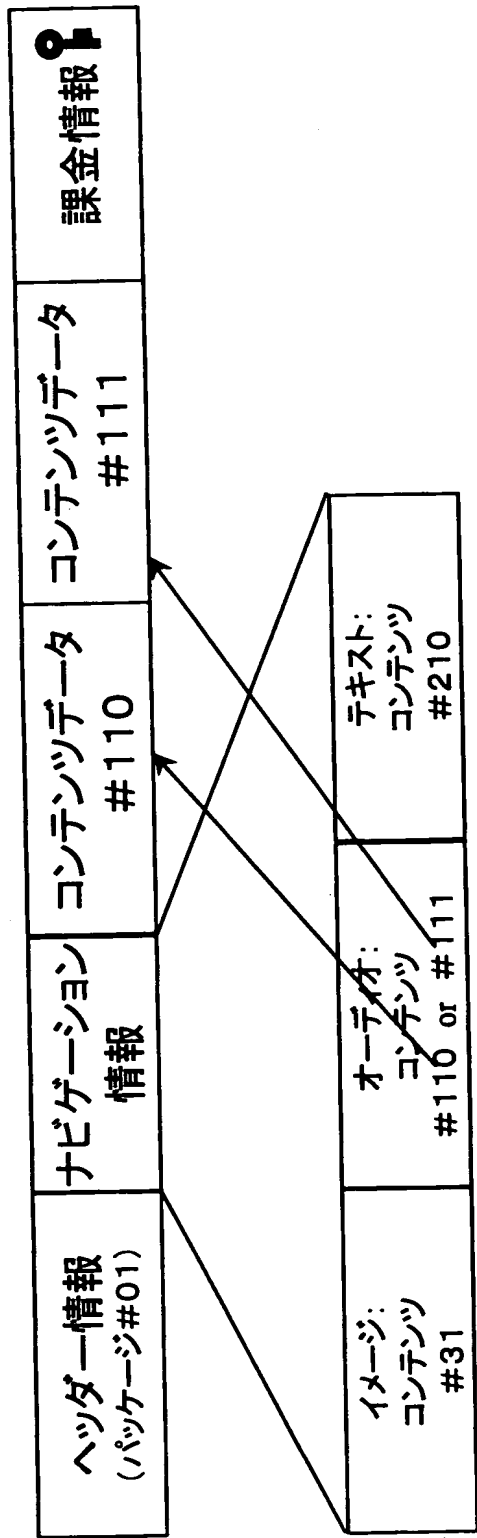 ヘッダー情報
(パッケージ#01)
ナビゲーション
情報
コンテンツデータ
#110
コンテンツデータ
#111
課金情報
イメージ:
コンテンツ
#31
オーディオ:
コンテンツ
#110 or #111
テキスト:
コンテンツ
#210